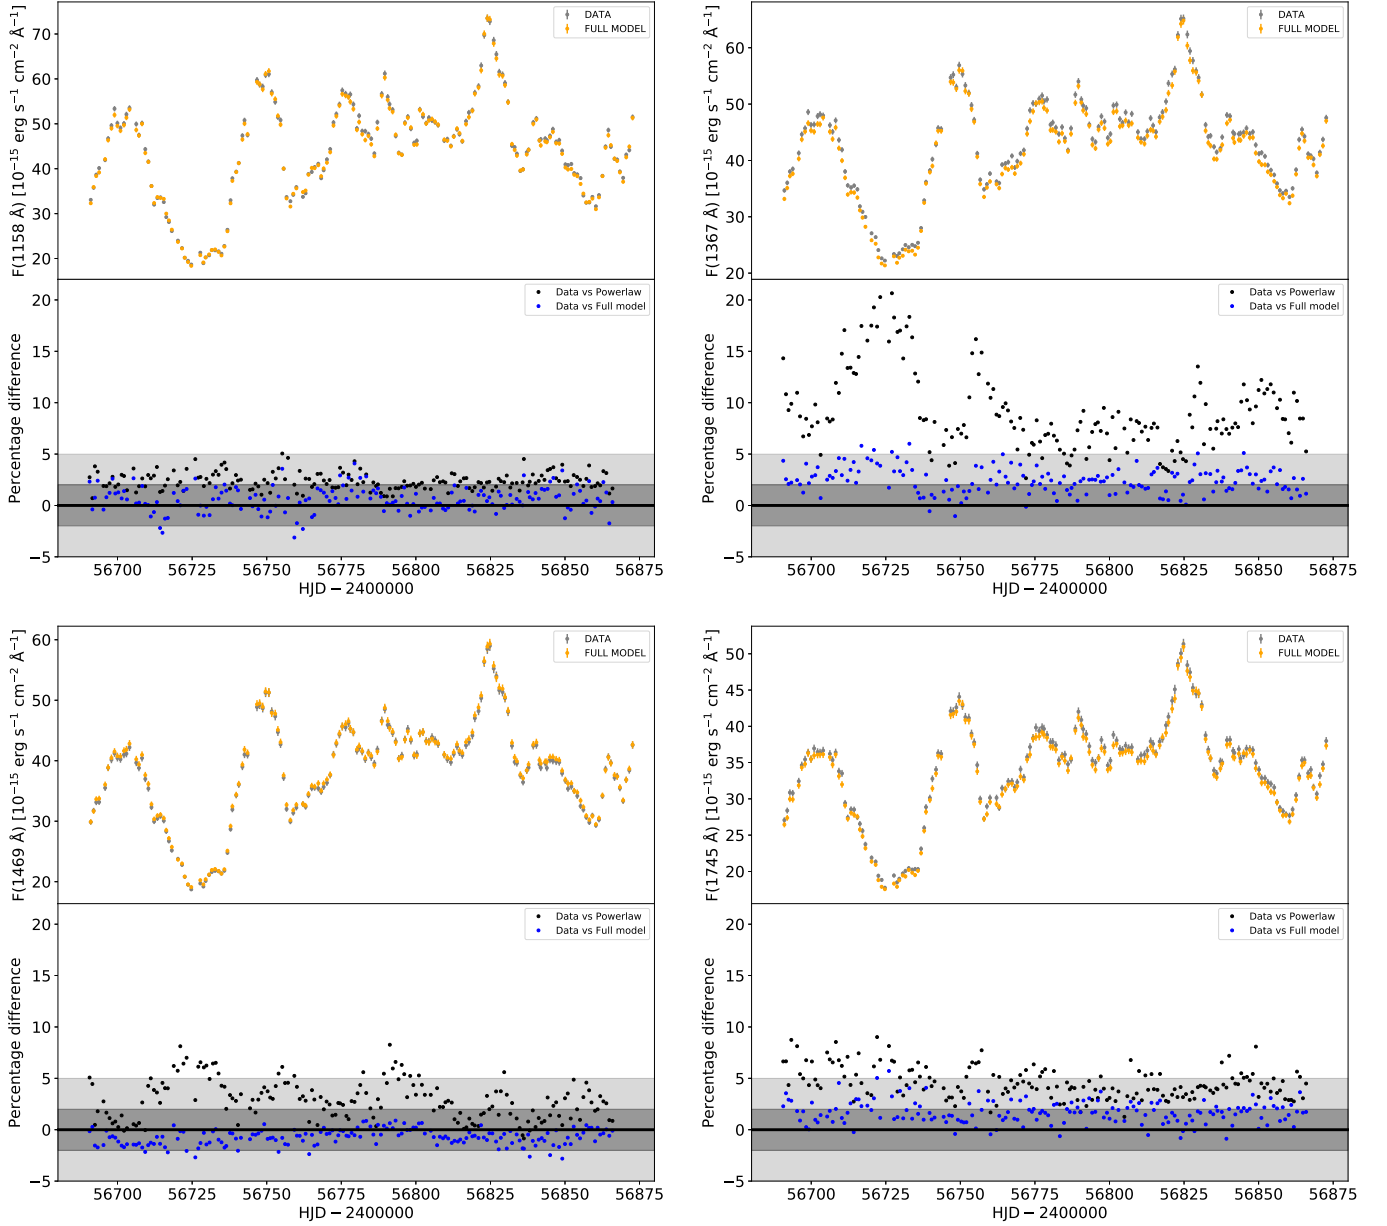 F(1158 Å) [10⁻¹⁵ erg s⁻¹ cm⁻² Å⁻¹]
70
60
50
40
30
20
DATA
FULL MODEL
Percentage difference
20
15
10
5
0
−5
Data vs Powerlaw
Data vs Full model
56700 56725 56750 56775 56800 56825 56850 56875
HJD − 2400000
F(1367 Å) [10⁻¹⁵ erg s⁻¹ cm⁻² Å⁻¹]
60
50
40
30
20
DATA
FULL MODEL
Percentage difference
20
15
10
5
0
−5
Data vs Powerlaw
Data vs Full model
56700 56725 56750 56775 56800 56825 56850 56875
HJD − 2400000
F(1469 Å) [10⁻¹⁵ erg s⁻¹ cm⁻² Å⁻¹]
60
50
40
30
20
DATA
FULL MODEL
Percentage difference
20
15
10
5
0
−5
Data vs Powerlaw
Data vs Full model
56700 56725 56750 56775 56800 56825 56850 56875
HJD − 2400000
F(1745 Å) [10⁻¹⁵ erg s⁻¹ cm⁻² Å⁻¹]
50
45
40
35
30
25
20
DATA
FULL MODEL
Percentage difference
20
15
10
5
0
−5
Data vs Powerlaw
Data vs Full model
56700 56725 56750 56775 56800 56825 56850 56875
HJD − 2400000